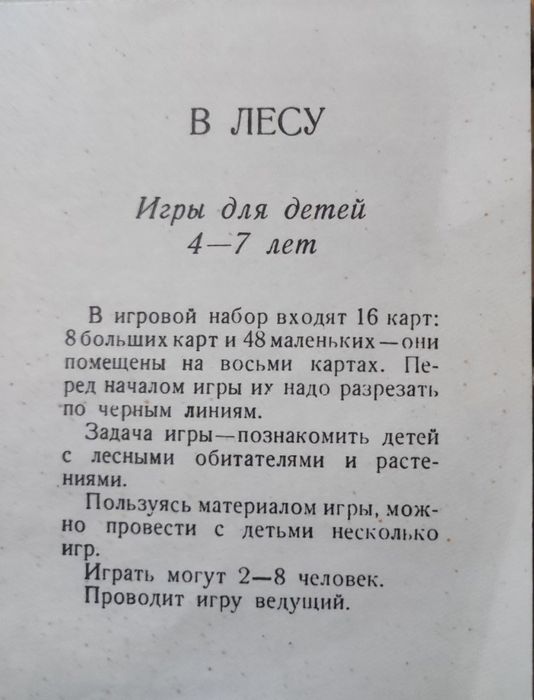 В ЛЕСУ
Игры для детей
4—7 лет
В игровой набор входят 16 карт:
8 больших карт и 48 маленьких — они
помещены на восьми картах. Пе-
ред началом игры иу надо разрезать
по черным линиям.
Задача игры — познакомить детей
с лесными обитателями и расте-
ниями.
Пользуясь материалом игры, мож-
но провести с детьми несколько
игр.
Играть могут 2—8 человек.
Проводит игру ведущий.